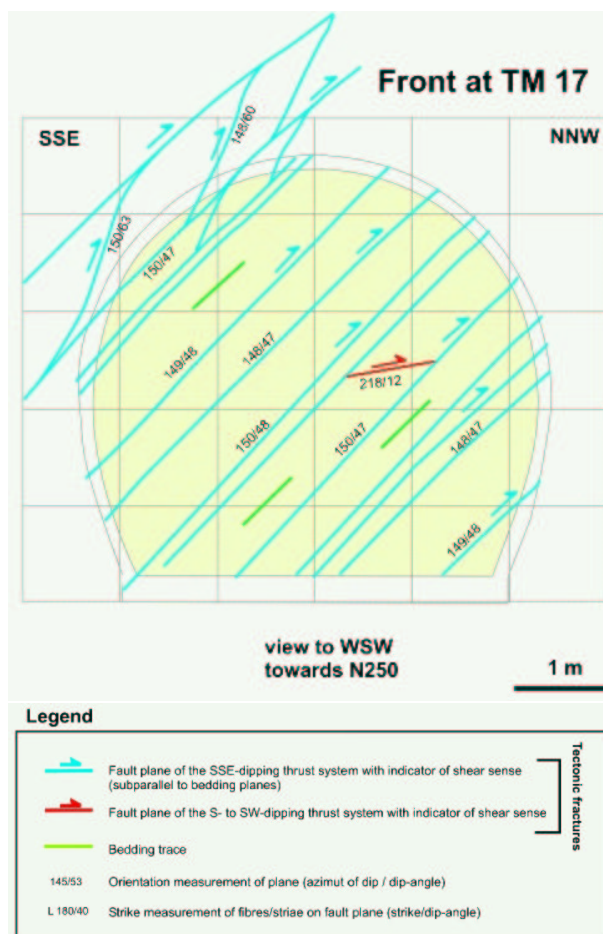 Front at TM 17
SSE
NNW
148/60
150/63
150/47
149/48
148/47
218/12
150/48
150/47
148/47
149/48
view to WSW
towards N250
1 m
Legend
Fault plane of the SSE-dipping thrust system with indicator of shear sense
(subparallel to bedding planes)
Fault plane of the S- to SW-dipping thrust system with indicator of shear sense
Tectonic fractures
Bedding trace
145/53 Orientation measurement of plane (azimut of dip / dip-angle)
L 180/40 Strike measurement of fibres/striae on fault plane (strike/dip-angle)